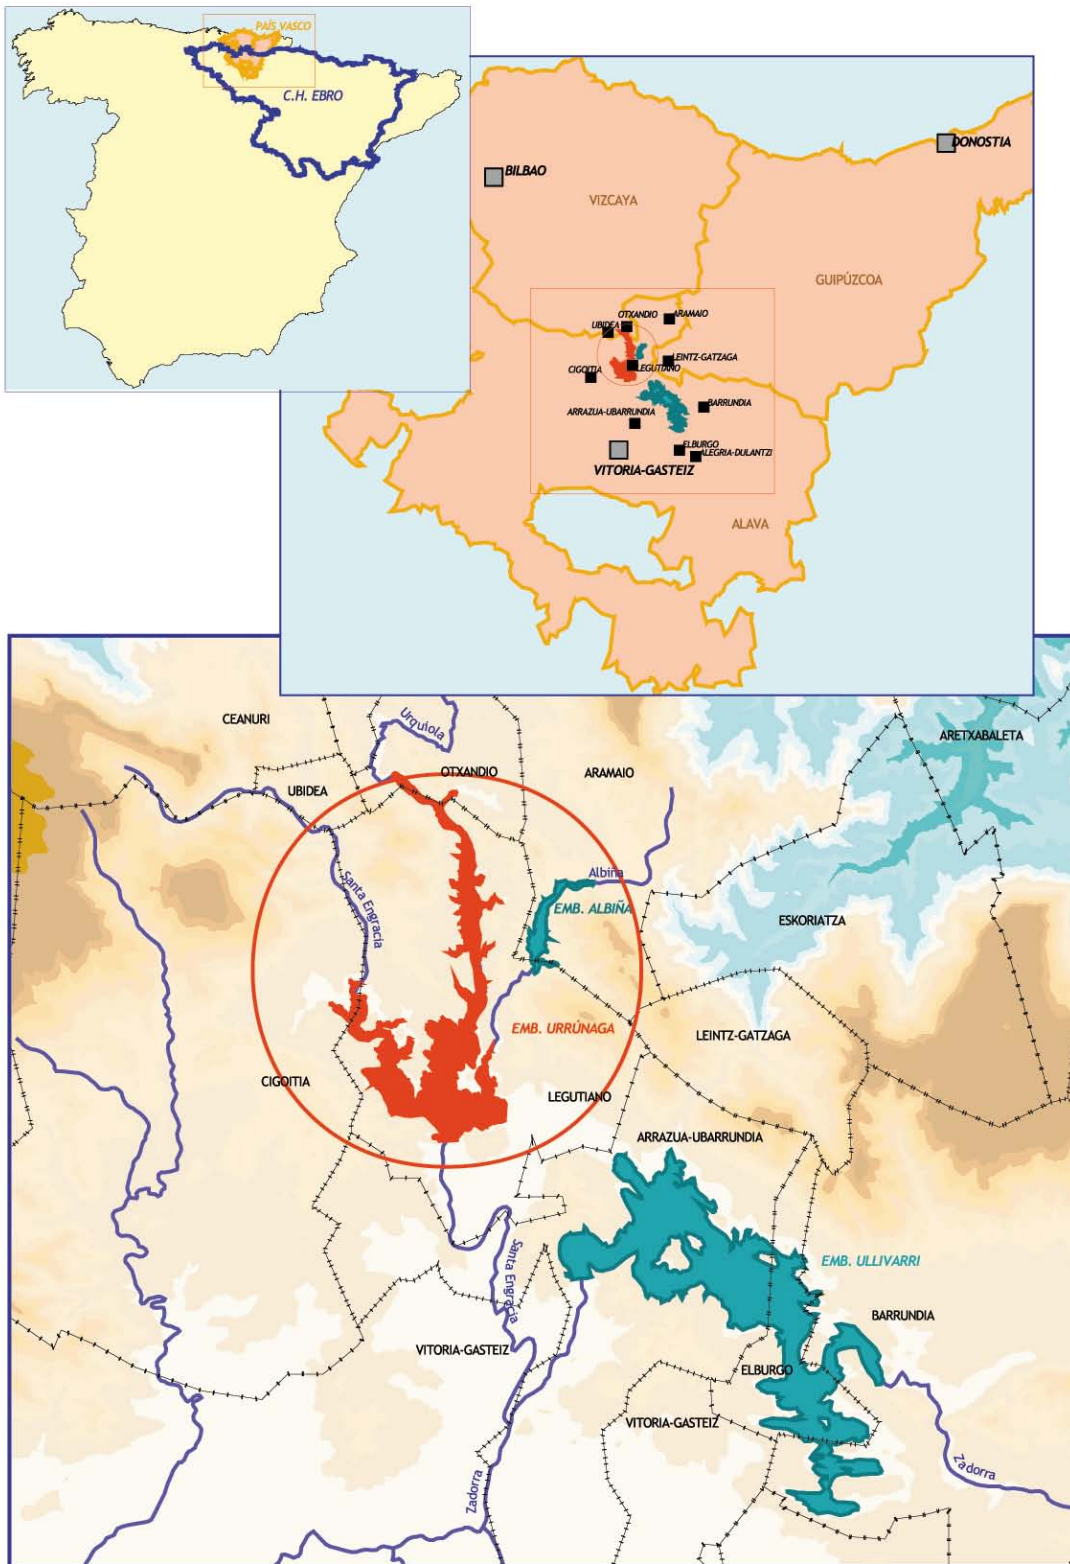 PAÍS VASCO
C.H. EBRO
DONOSTIA
BILBAO
VIZCAYA
GUIPÚZCOA
OTXANDIO
ARAMAIO
UBIDEA
LEINTZ-GATZAGA
CIGOITIA
LEGUTIANO
BARRUNDIA
ARRAZUA-UBARRUNDIA
ELBURGO
ALEGRIA-DULANTZI
VITORIA-GASTEIZ
ALAVA
CEANURI
Urquiola
ARETXABALETA
OTXANDIO
ARAMAIO
UBIDEA
Albiña
Santa Engracia
EMB. ALBIÑA
ESKORIATZA
EMB. URRÚNAGA
LEINTZ-GATZAGA
CIGOITIA
LEGUTIANO
ARRAZUA-UBARRUNDIA
Santa Engracia
EMB. ULLIVARRI
BARRUNDIA
VITORIA-GASTEIZ
ELBURGO
VITORIA-GASTEIZ
Zadorra
Zadorra